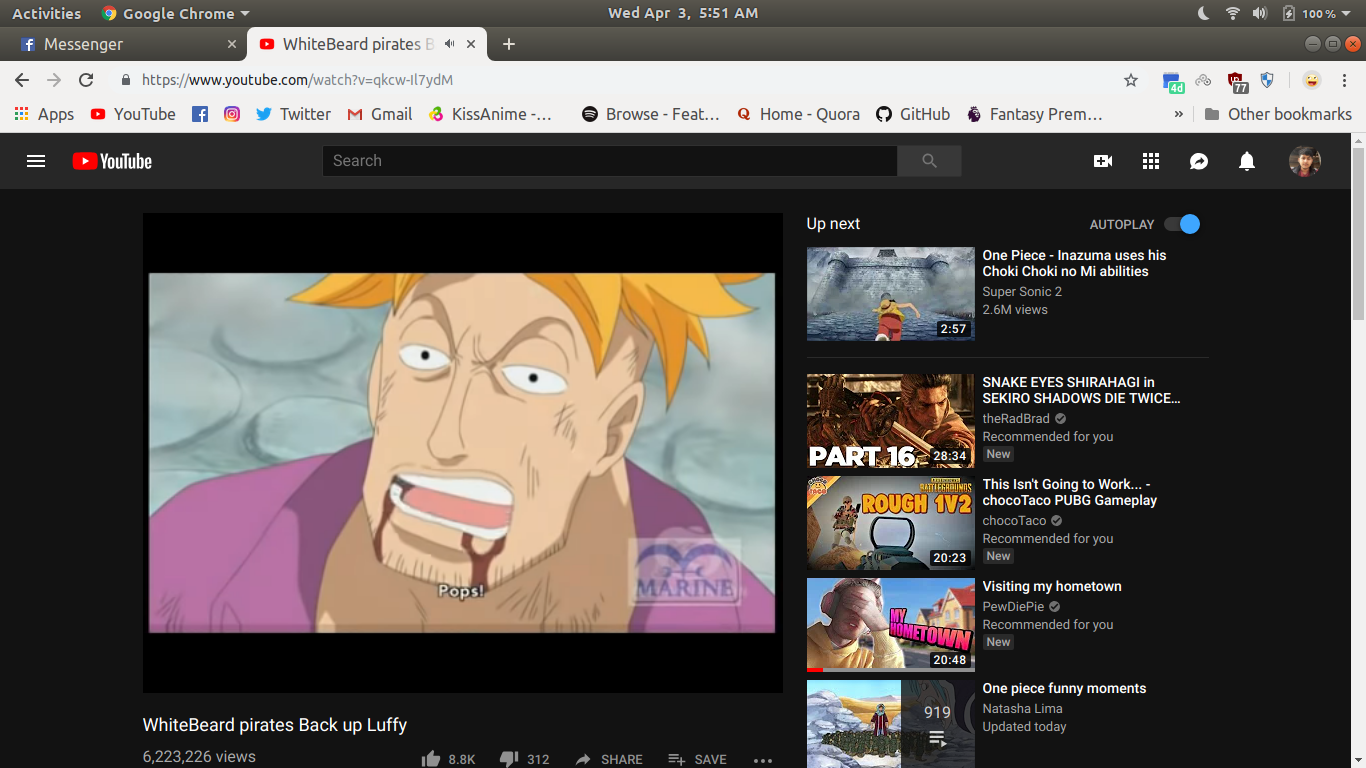 Activities Google Chrome Wed Apr 3, 5:51 AM 100 %
Messenger WhiteBeard pirates B
https://www.youtube.com/watch?v=qkcw-Il7ydM 4d 77
Apps YouTube Twitter Gmail KissAnime -... Browse - Feat... Home - Quora GitHub Fantasy Prem... » Other bookmarks
YouTube Search
Pops!
MARINE
WhiteBeard pirates Back up Luffy
6,223,226 views 8.8K 312 SHARE SAVE
Up next AUTOPLAY
2:57
One Piece - Inazuma uses his
Choki Choki no Mi abilities
Super Sonic 2
2.6M views
PART 16 28:34
SNAKE EYES SHIRAHAGI in
SEKIRO SHADOWS DIE TWICE...
theRadBrad
Recommended for you
New
BATTLEGROUNDS
ROUGH 1V2
20:23
This Isn't Going to Work... -
chocoTaco PUBG Gameplay
chocoTaco
Recommended for you
New
MY
HOMETOWN
20:48
Visiting my hometown
PewDiePie
Recommended for you
New
919
One piece funny moments
Natasha Lima
Updated today